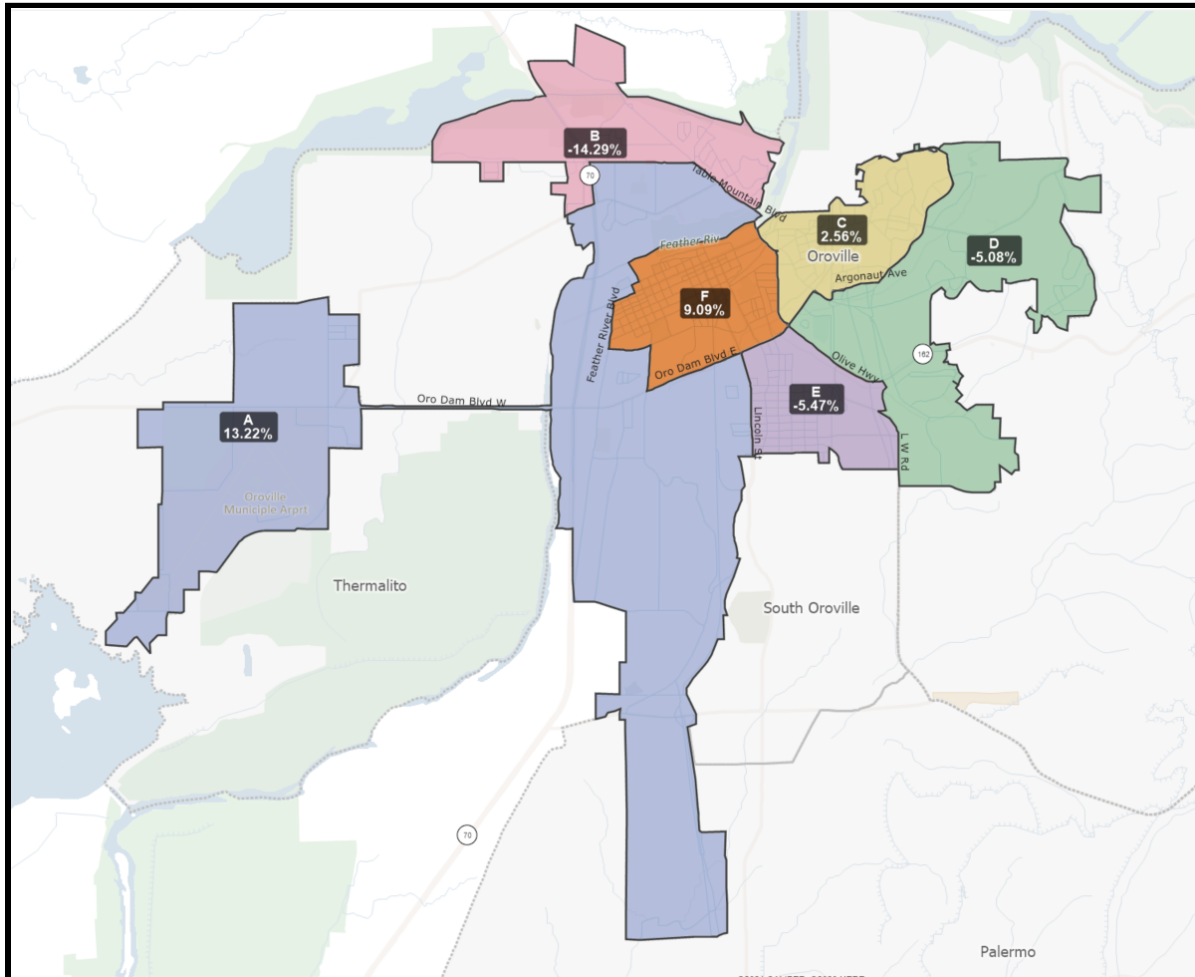 B
-14.29%
70
Table Mountain Blvd
C
2.56%
Oroville
D
-5.08%
Feather Riv
Argonaut Ave
F
9.09%
Feather River Blvd
Oro Dam Blvd E
Olive Hwy
162
E
-5.47%
Oro Dam Blvd W
A
13.22%
Lincoln St
L W Rd
Oroville
Municiple Arprt
Thermalito
South Oroville
70
Palermo